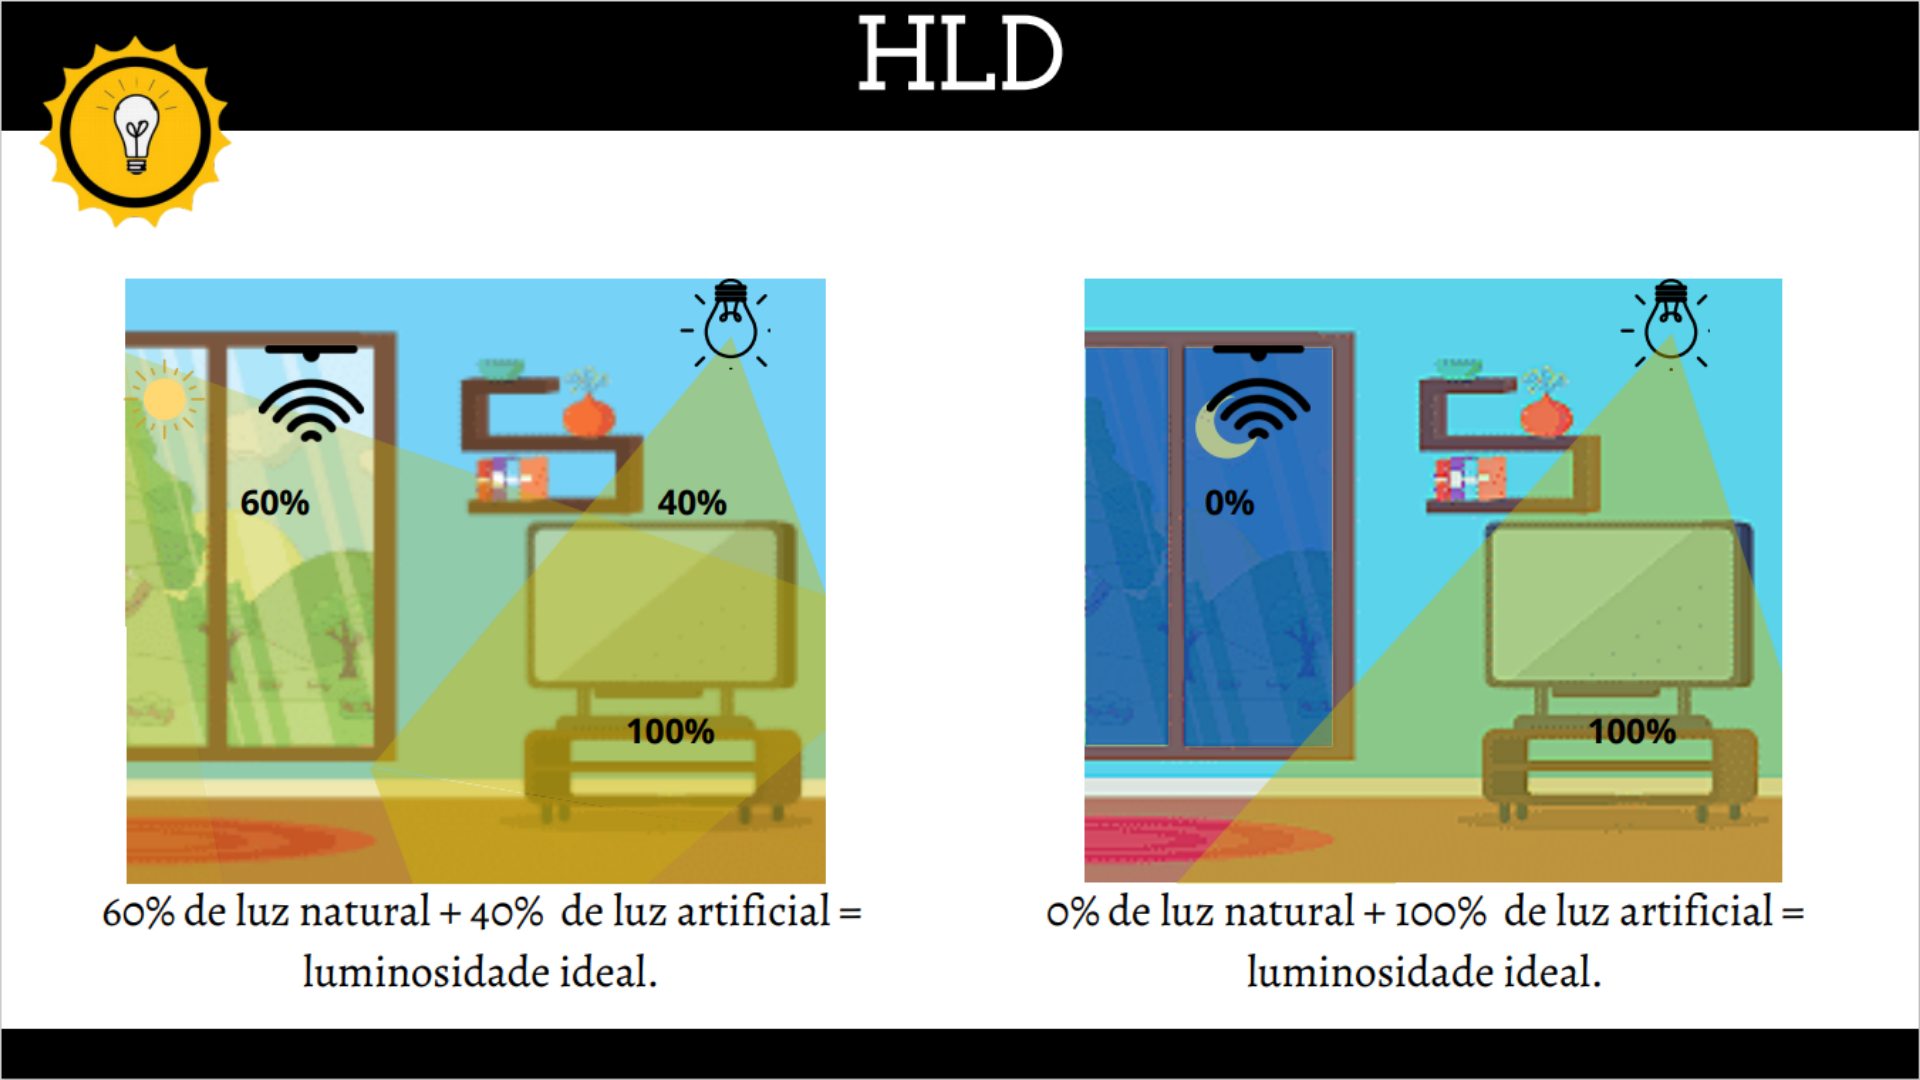 HLD
60%
40%
100%
60% de luz natural + 40% de luz artificial =
luminosidade ideal.
0%
100%
0% de luz natural + 100% de luz artificial =
luminosidade ideal.